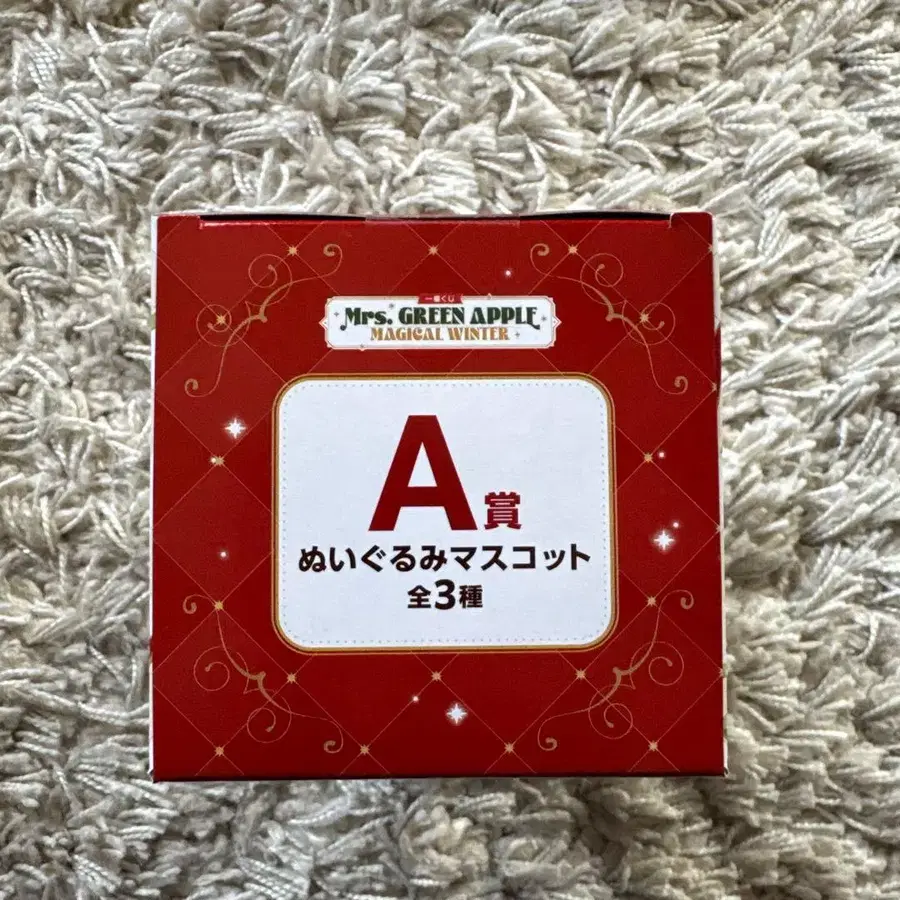 一番くじ
Mrs. GREEN APPLE
MAGICAL WINTER
A賞
ぬいぐるみマスコット
全3種